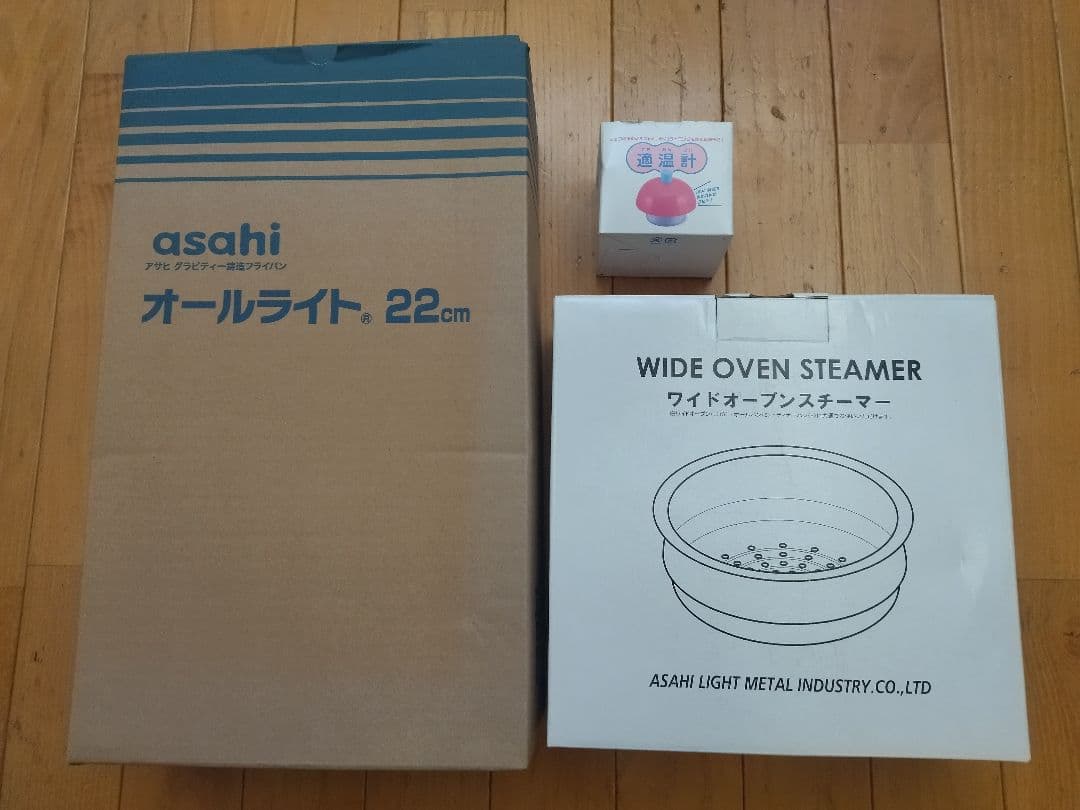 asahi
アサヒ グラビティー鋳造フライパン
オールライト® 22cm
適温計
WIDE OVEN STEAMER
ワイドオーブンスチーマー
ASAHI LIGHT METAL INDUSTRY.CO.,LTD